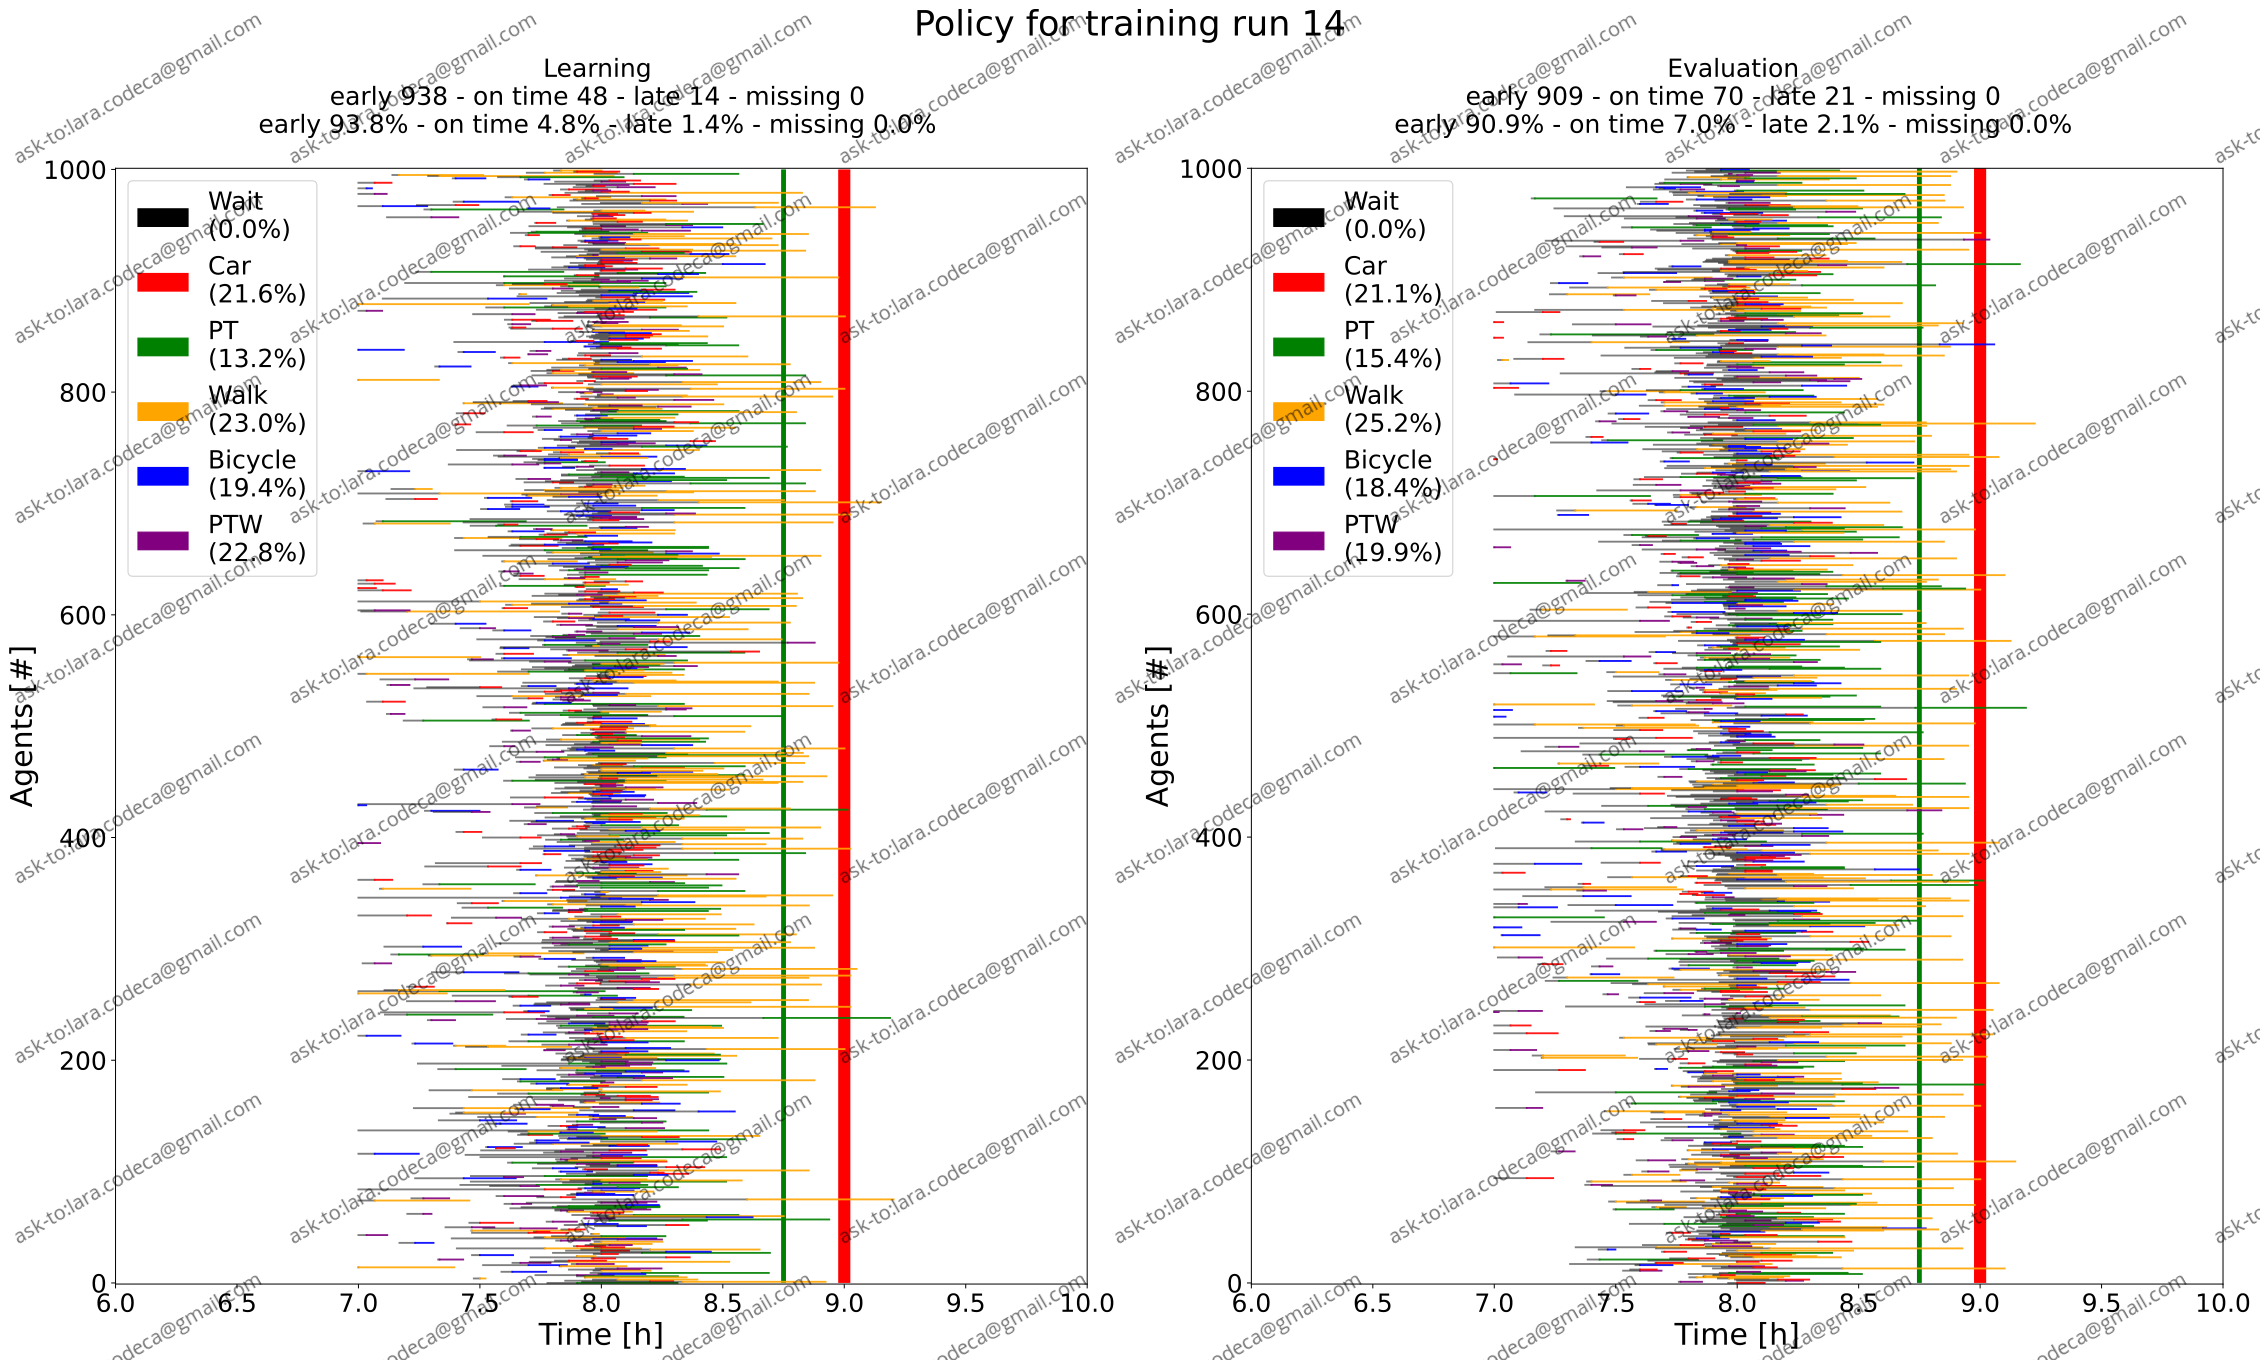 Policy for training run 14
Learning
early 938 - on time 48 - late 14 - missing 0
early 93.8% - on time 4.8% - late 1.4% - missing 0.0%
1000
800
600
400
200
0
Agents [#]
Wait
(0.0%)
Car
(21.6%)
PT
(13.2%)
Walk
(23.0%)
Bicycle
(19.4%)
PTW
(22.8%)
6.0 6.5 7.0 7.5 8.0 8.5 9.0 9.5 10.0
Time [h]
Evaluation
early 909 - on time 70 - late 21 - missing 0
early 90.9% - on time 7.0% - late 2.1% - missing 0.0%
1000
800
600
400
200
0
Agents [#]
Wait
(0.0%)
Car
(21.1%)
PT
(15.4%)
Walk
(25.2%)
Bicycle
(18.4%)
PTW
(19.9%)
6.0 6.5 7.0 7.5 8.0 8.5 9.0 9.5 10.0
Time [h]
ask-to:lara.codeca@gmail.com